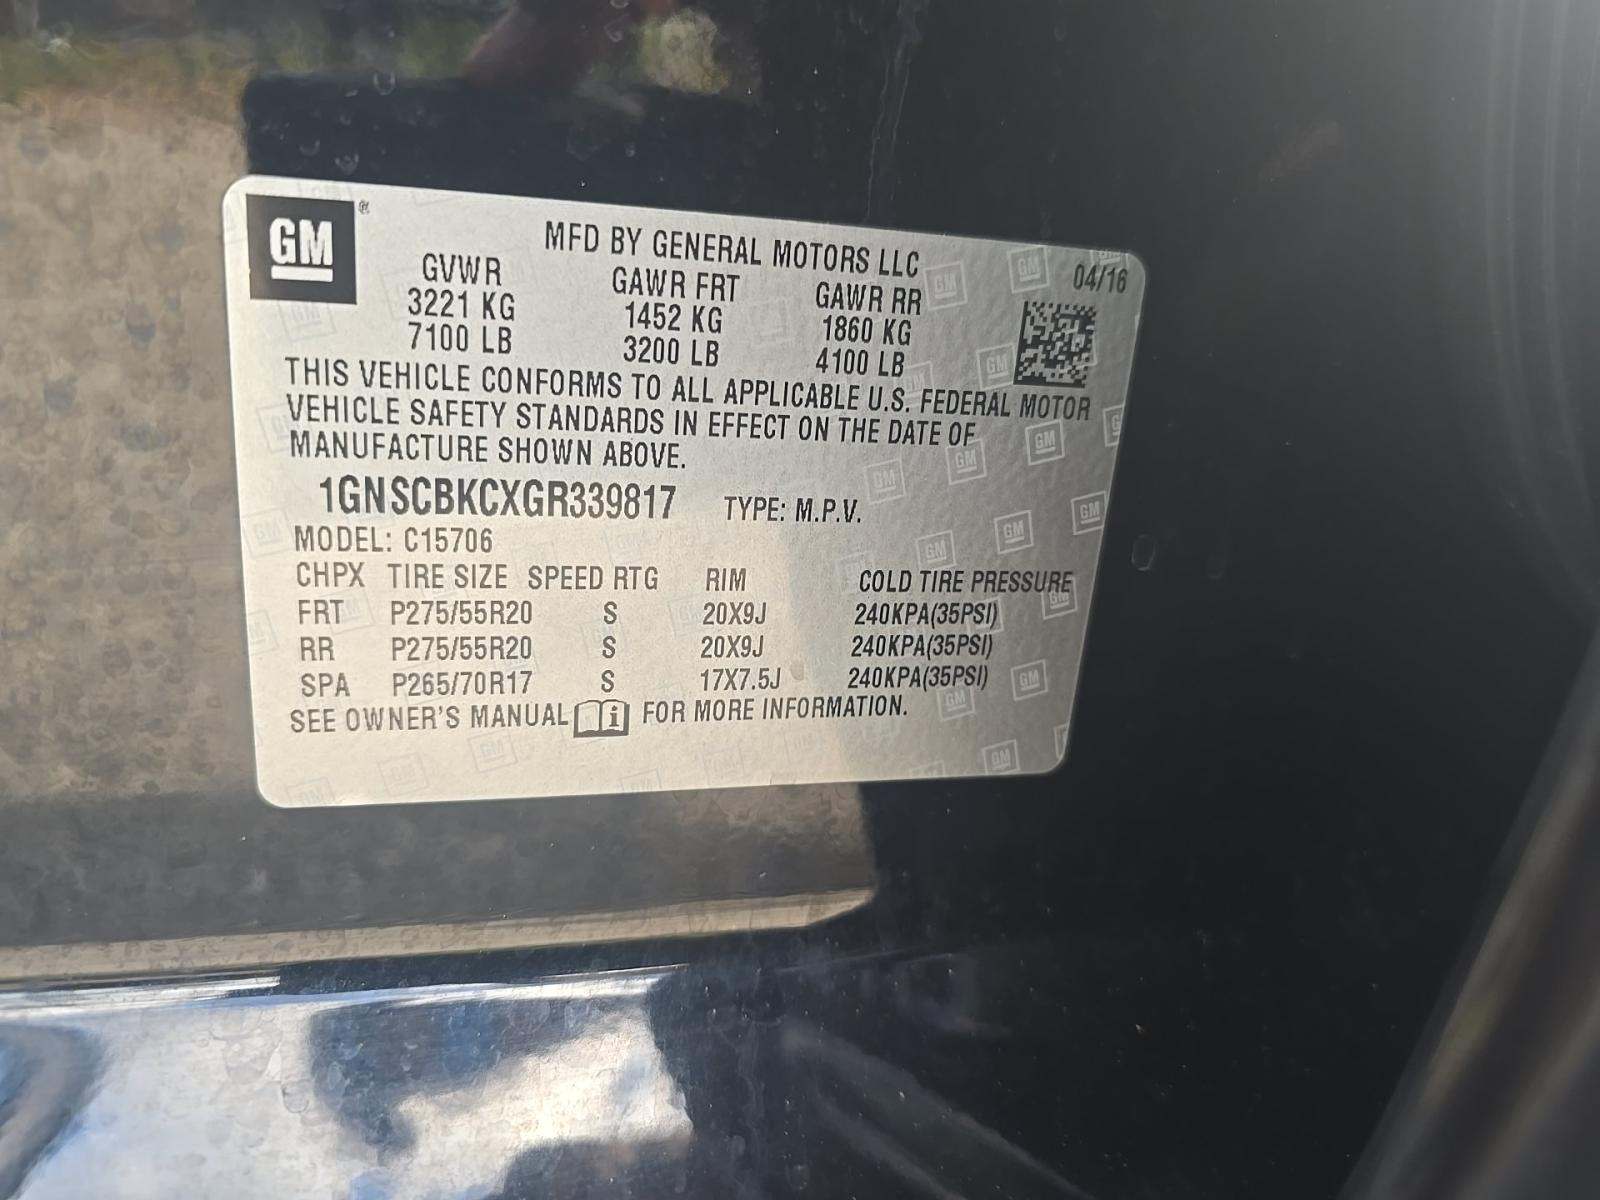 GM
MFD BY GENERAL MOTORS LLC
04/16
GVWR GAWR FRT GAWR RR
3221 KG 1452 KG 1860 KG
7100 LB 3200 LB 4100 LB
THIS VEHICLE CONFORMS TO ALL APPLICABLE U.S. FEDERAL MOTOR
VEHICLE SAFETY STANDARDS IN EFFECT ON THE DATE OF
MANUFACTURE SHOWN ABOVE.
1GNSCBKCXGR339817 TYPE: M.P.V.
MODEL: C15706
CHPX TIRE SIZE SPEED RTG RIM COLD TIRE PRESSURE
FRT P275/55R20 S 20X9J 240KPA(35PSI)
RR P275/55R20 S 20X9J 240KPA(35PSI)
SPA P265/70R17 S 17X7.5J 240KPA(35PSI)
SEE OWNER'S MANUAL i FOR MORE INFORMATION.